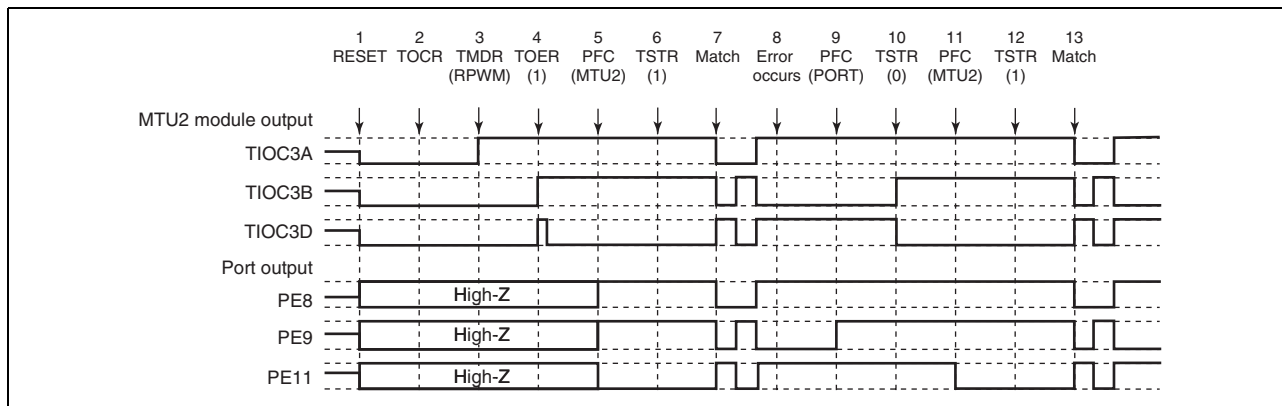 1 2 3 4 5 6 7 8 9 10 11 12 13
RESET TOCR TMDR TOER PFC TSTR Match Error PFC TSTR PFC TSTR Match
(RPWM) (1) (MTU2) (1) occurs (PORT) (0) (MTU2) (1)
MTU2 module output
TIOC3A
TIOC3B
TIOC3D
Port output
PE8 High-Z
PE9 High-Z
PE11 High-Z